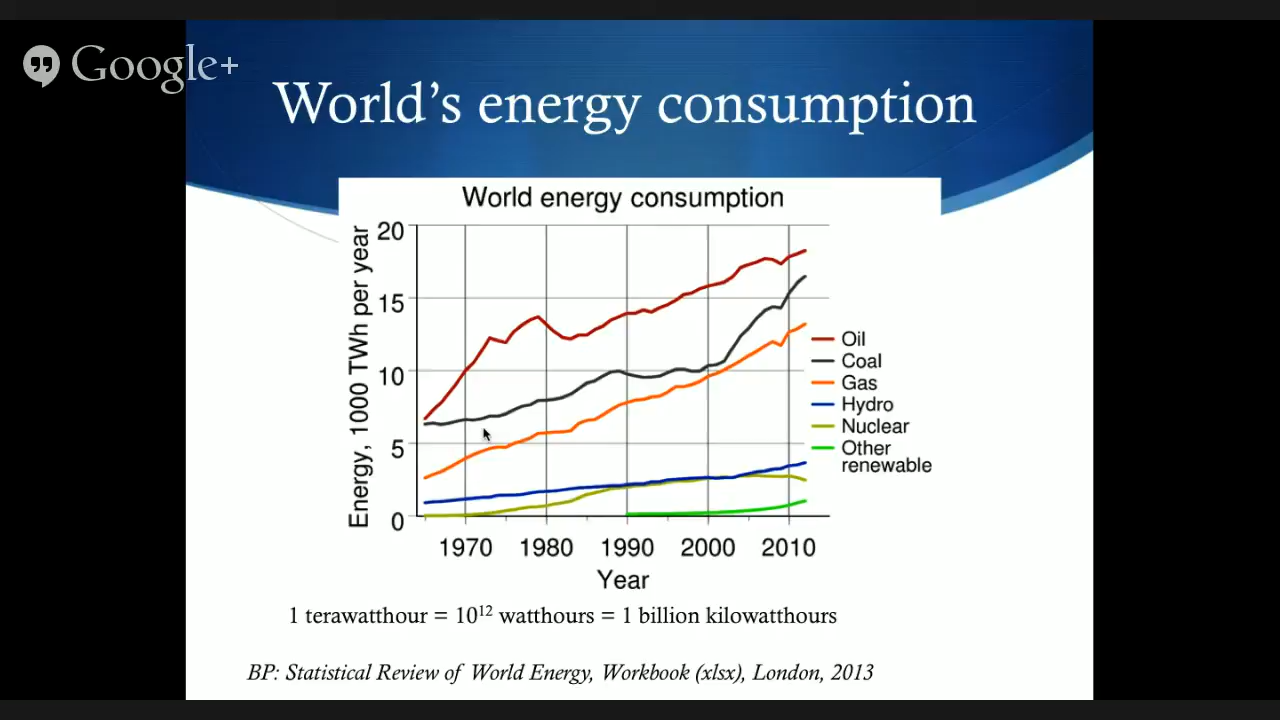 Google+
World's energy consumption
World energy consumption
Energy, 1000 TWh per year
20
15
10
5
0
1970 1980 1990 2000 2010
Year
Oil
Coal
Gas
Hydro
Nuclear
Other
renewable
1 terawatthour = 10¹² watthours = 1 billion kilowatthours
BP: Statistical Review of World Energy, Workbook (xlsx), London, 2013